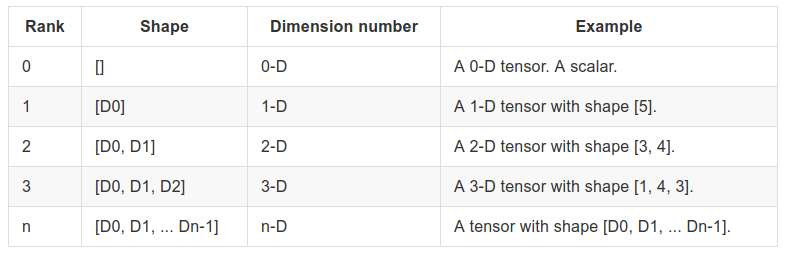 Rank Shape Dimension number Example
0 [] 0-D A 0-D tensor. A scalar.
1 [D0] 1-D A 1-D tensor with shape [5].
2 [D0, D1] 2-D A 2-D tensor with shape [3, 4].
3 [D0, D1, D2] 3-D A 3-D tensor with shape [1, 4, 3].
n [D0, D1, ... Dn-1] n-D A tensor with shape [D0, D1, ... Dn-1].